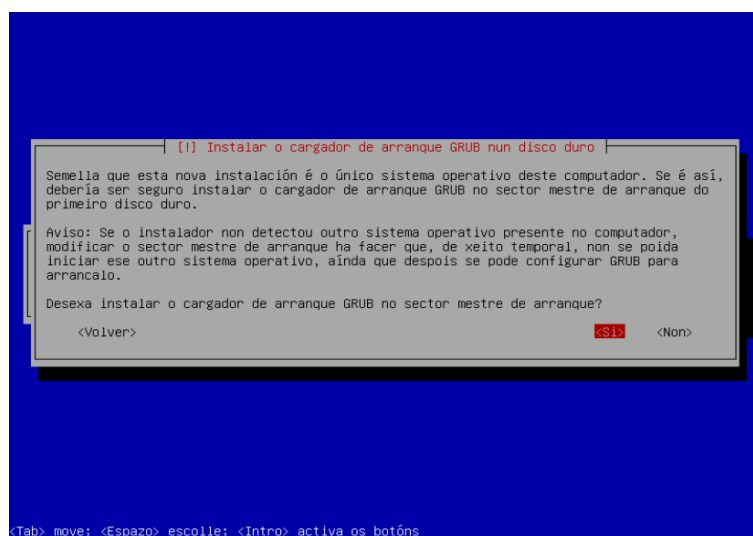 [!] Instalar o cargador de arranque GRUB nun disco duro
Semella que esta nova instalación é o único sistema operativo deste computador. Se é así,
debería ser seguro instalar o cargador de arranque GRUB no sector mestre de arranque do
primeiro disco duro.
Aviso: Se o instalador non detectou outro sistema operativo presente no computador,
modificar o sector mestre de arranque ha facer que, de xeito temporal, non se poida
iniciar ese outro sistema operativo, aínda que despois se pode configurar GRUB para
arrancalo.
Desexa instalar o cargador de arranque GRUB no sector mestre de arranque?
<Volver> <Si> <Non>
<Tab> move; <Espazo> escolle; <Intro> activa os botóns